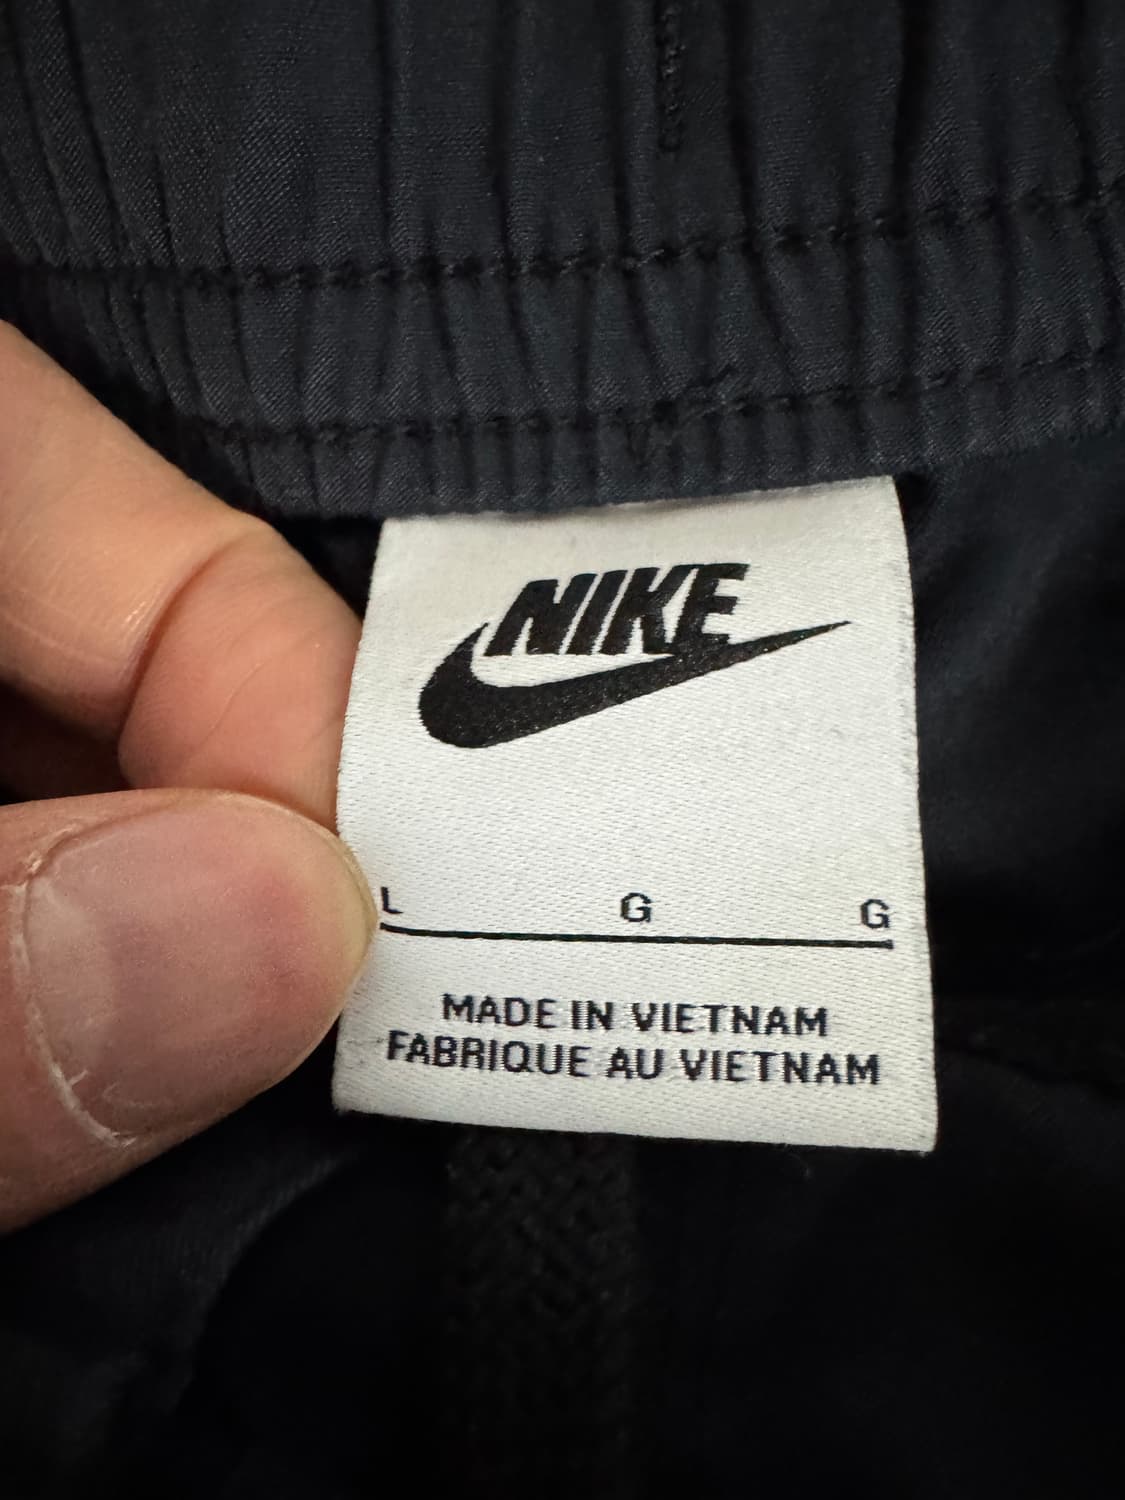 NIKE
L G G
MADE IN VIETNAM
FABRIQUE AU VIETNAM